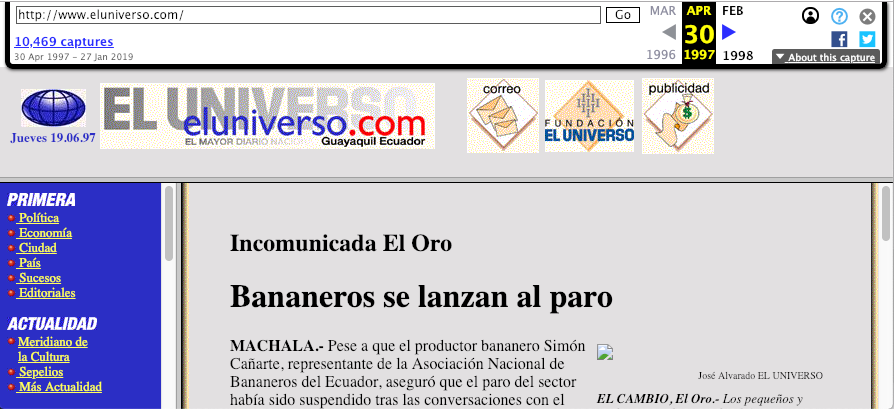 http://www.eluniverso.com/
Go
MAR
APR
FEB
10,469 captures
30
30 Apr 1997 – 27 Jan 2019
1996
1997
1998
About this capture
EL UNIVERSO
eluniverso.com
EL MAYOR DIARIO NACIONAL
Guayaquil Ecuador
Jueves 19.06.97
correo
FUNDACIÓN
EL UNIVERSO
publicidad
$
PRIMERA
Política
Economía
Ciudad
País
Sucesos
Editoriales
ACTUALIDAD
Meridiano de
la Cultura
Sepelios
Más Actualidad
Incomunicada El Oro
Bananeros se lanzan al paro
MACHALA.- Pese a que el productor bananero Simón
Cañarte, representante de la Asociación Nacional de
Bananeros del Ecuador, aseguró que el paro del sector
había sido suspendido tras las conversaciones con el
José Alvarado EL UNIVERSO
EL CAMBIO, El Oro.- Los pequeños y